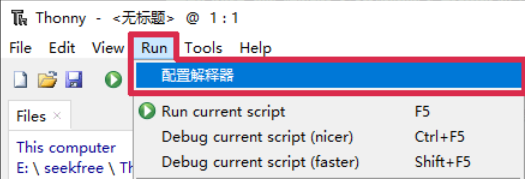 Thonny - <无标题> @ 1 : 1
File Edit View Run Tools Help
配置解释器
Files ×
Run current script F5
This computer
Debug current script (nicer) Ctrl+F5
E: \ seekfree \ Th
Debug current script (faster) Shift+F5